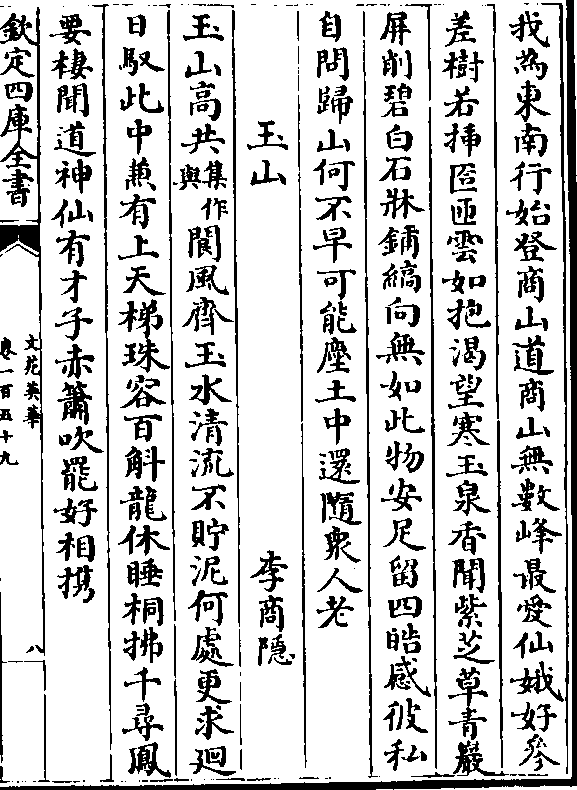 我為東南行始登商山道商山無數峰最愛仙娥好參
差樹若揷匼匝雲如抱渴望寒玉泉香聞紫芝草青巖
屏削碧白石牀鋪縞向無如此物安足留四皓感彼私
自問歸山何不早可能塵土中還隨衆人老
玉山 李商隱
玉山高共集作與閬風齊玉水清流不貯泥何處更求廻
日馭此中兼有上天梯珠容百斛龍休睡桐拂千尋鳳
要棲聞道神仙有才子赤簫吹罷好相攜
欽定四庫全書
文苑英華
卷一百五十九
八